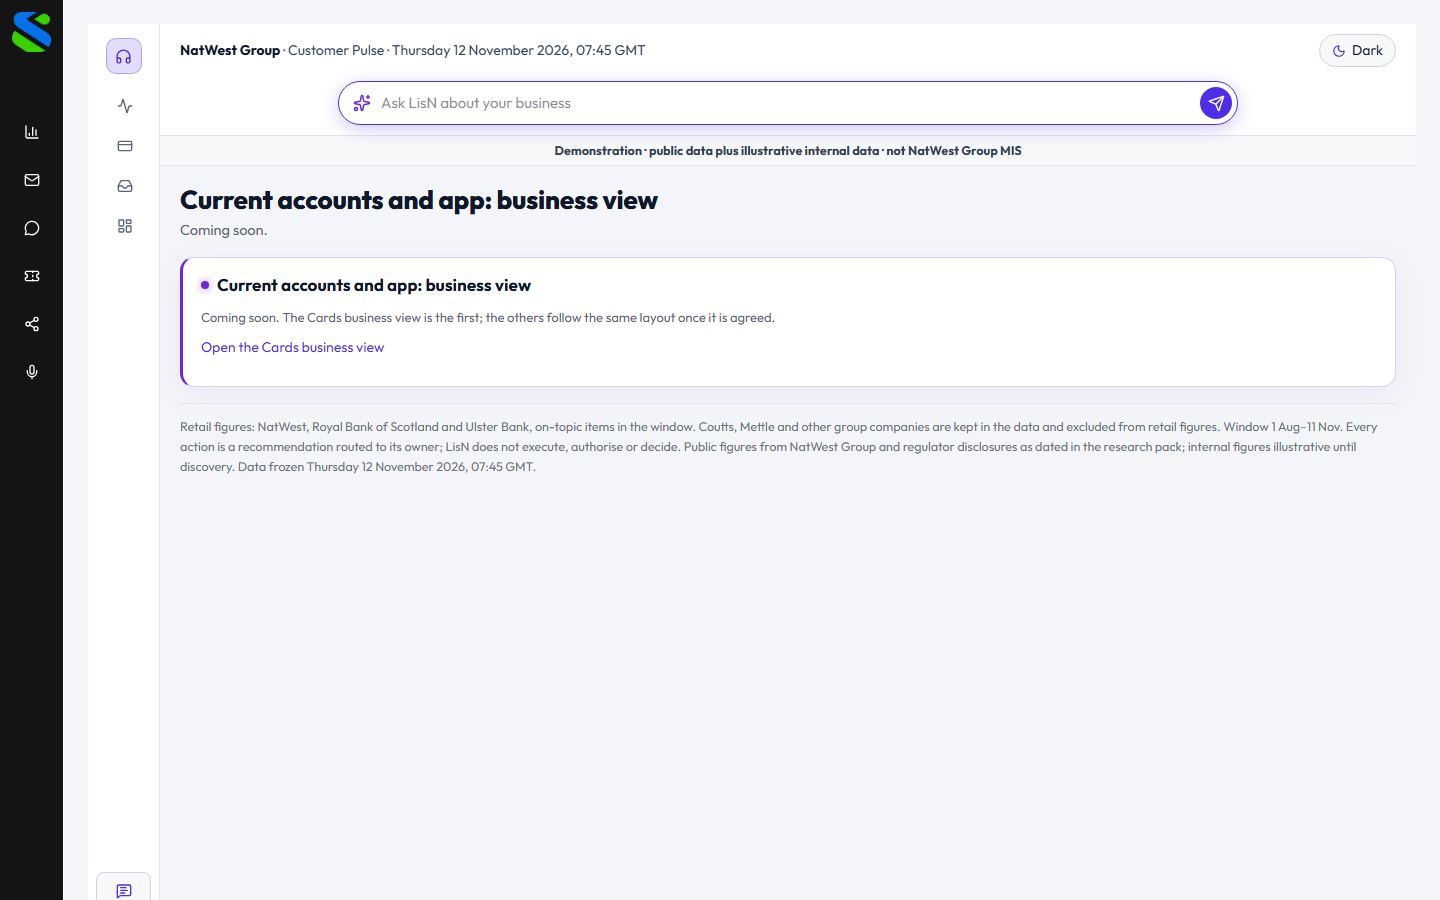 NatWest Group · Customer Pulse · Thursday 12 November 2026, 07:45 GMT
Dark
Ask LisN about your business
Demonstration · public data plus illustrative internal data · not NatWest Group MIS
Current accounts and app: business view
Coming soon.
Current accounts and app: business view
Coming soon. The Cards business view is the first; the others follow the same layout once it is agreed.
Open the Cards business view
Retail figures: NatWest, Royal Bank of Scotland and Ulster Bank, on-topic items in the window. Coutts, Mettle and other group companies are kept in the data and excluded from retail figures. Window 1 Aug–11 Nov. Every
action is a recommendation routed to its owner; LisN does not execute, authorise or decide. Public figures from NatWest Group and regulator disclosures as dated in the research pack; internal figures illustrative until
discovery. Data frozen Thursday 12 November 2026, 07:45 GMT.